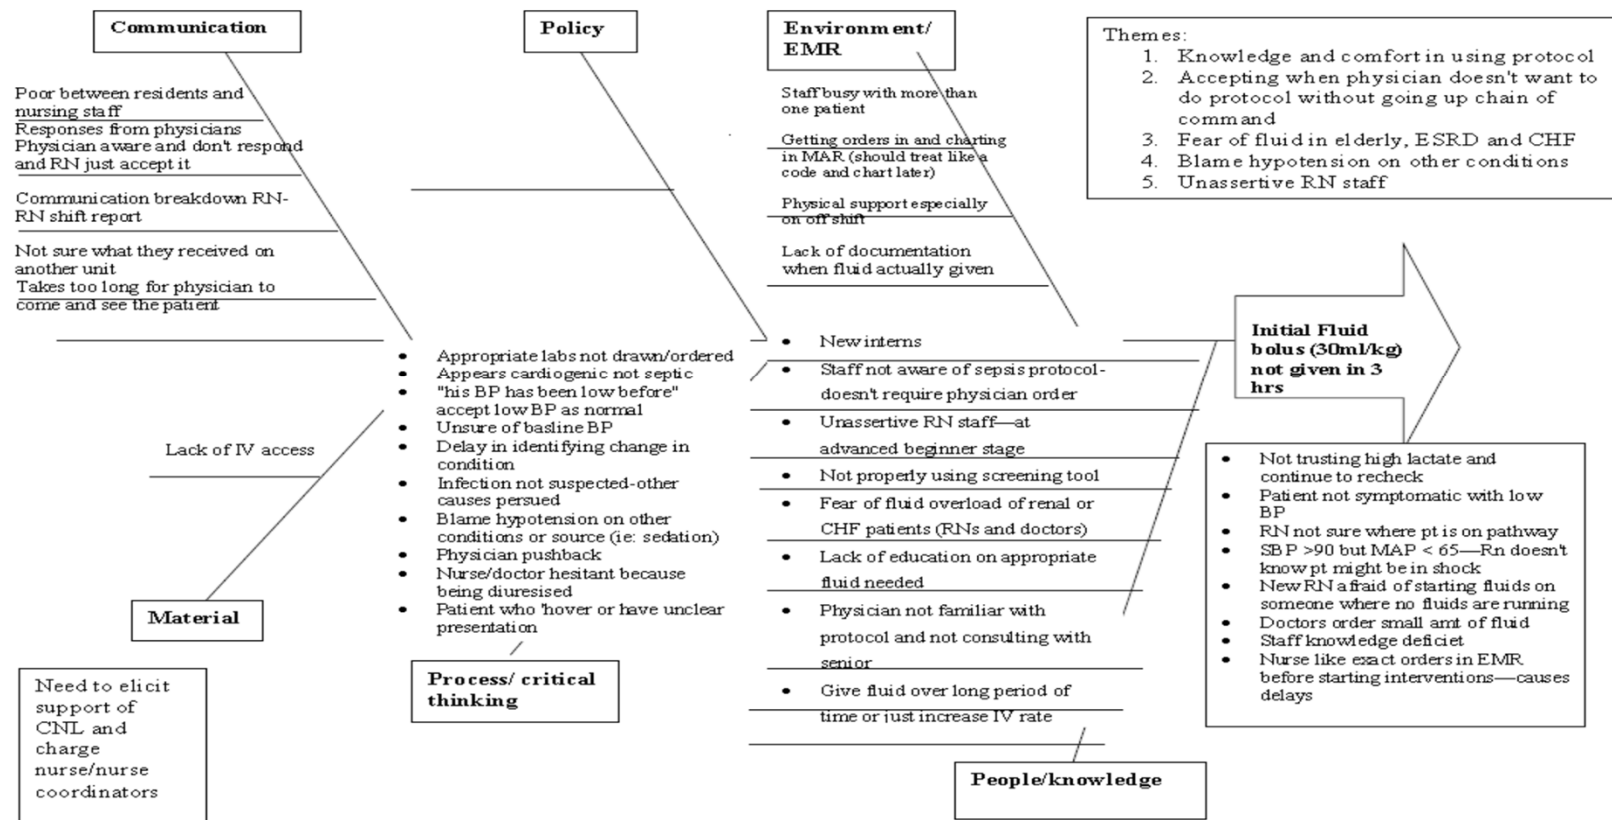 Communication
Poor between residents and
nursing staff
Responses from physicians
Physician aware and don't respond
and RN just accept it
Communication breakdown RN-
RN shift report
Not sure what they received on
another unit
Takes too long for physician to
come and see the patient
Policy
Environment/
EMR
Staff busy with more than
one patient
Getting orders in and charting
in MAR (should treat like a
code and chart later)
Physical support especially
on off shift
Lack of documentation
when fluid actually given
Themes:
1. Knowledge and comfort in using protocol
2. Accepting when physician doesn't want to
do protocol without going up chain of
command
3. Fear of fluid in elderly, ESRD and CHF
4. Blame hypotension on other conditions
5. Unassertive RN staff
Initial Fluid
bolus (30ml/kg)
not given in 3
hrs
Lack of IV access
Material
Need to elicit
support of
CNL and
charge
nurse/nurse
coordinators
• Appropriate labs not drawn/ordered
• Appears cardiogenic not septic
• "his BP has been low before"
accept low BP as normal
• Unsure of basline BP
• Delay in identifying change in
condition
• Infection not suspected-other
causes persued
• Blame hypotension on other
conditions or source (ie: sedation)
• Physician pushback
• Nurse/doctor hesitant because
being diuresised
• Patient who 'hover or have unclear
presentation
Process/ critical
thinking
• New interns
• Staff not aware of sepsis protocol-
doesn't require physician order
• Unassertive RN staff—at
advanced beginner stage
• Not properly using screening tool
• Fear of fluid overload of renal or
CHF patients (RNs and doctors)
• Lack of education on appropriate
fluid needed
• Physician not familiar with
protocol and not consulting with
senior
• Give fluid over long period of
time or just increase IV rate
People/knowledge
• Not trusting high lactate and
continue to recheck
• Patient not symptomatic with low
BP
• RN not sure where pt is on pathway
• SBP >90 but MAP < 65—Rn doesn't
know pt might be in shock
• New RN afraid of starting fluids on
someone where no fluids are running
• Doctors order small amt of fluid
• Staff knowledge deficiet
• Nurse like exact orders in EMR
before starting interventions—causes
delays